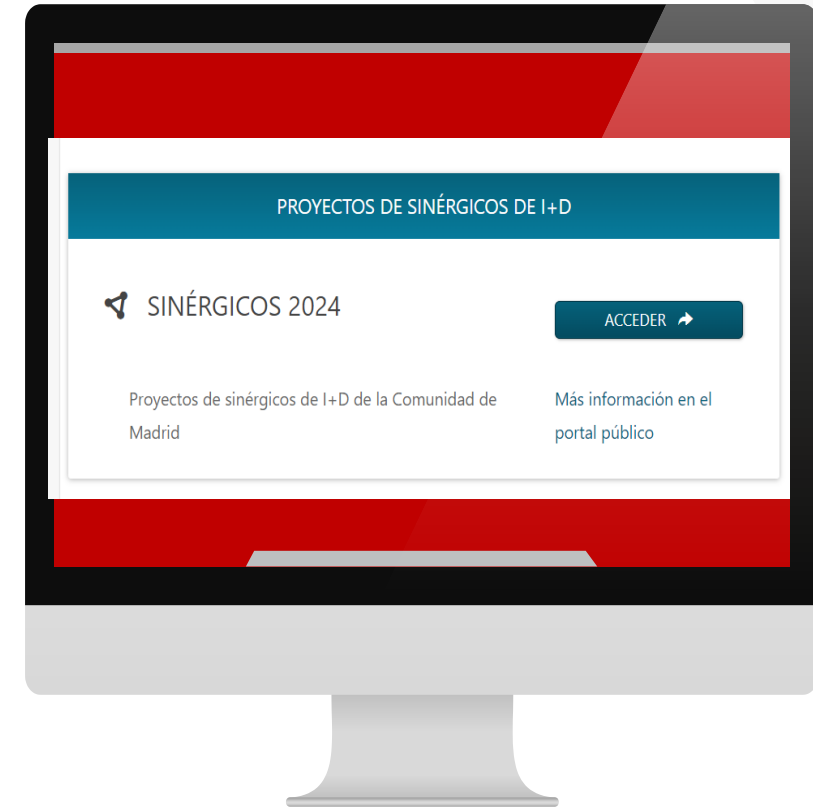 PROYECTOS DE SINÉRGICOS DE I+D
SINÉRGICOS 2024
ACCEDER
Proyectos de sinérgicos de I+D de la Comunidad de
Madrid
Más información en el
portal público